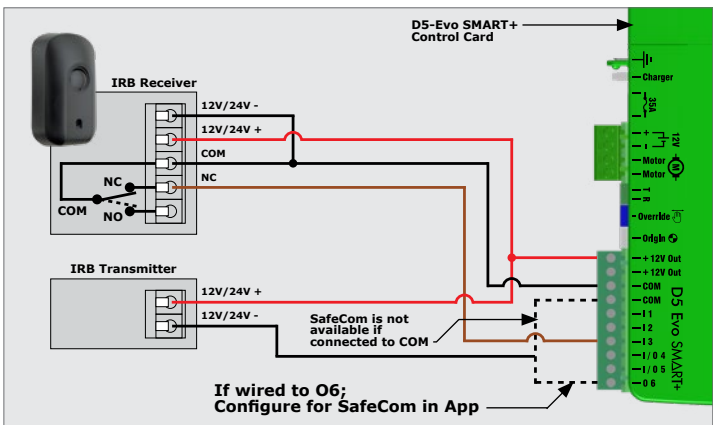 D5-Evo SMART+
Control Card
IRB Receiver
12V/24V -
12V/24V +
COM
NC
NC
COM
NO
IRB Transmitter
12V/24V +
12V/24V -
SafeCom is not
available if
connected to COM
If wired to O6;
Configure for SafeCom in App
Charger
35A
+
-
12V
Motor
Motor
M
T
R
Override
Origin
+12V Out
+12V Out
COM
COM
I 1
I 2
I 3
I/O 4
I/O 5
O 6
D5 Evo SMART+